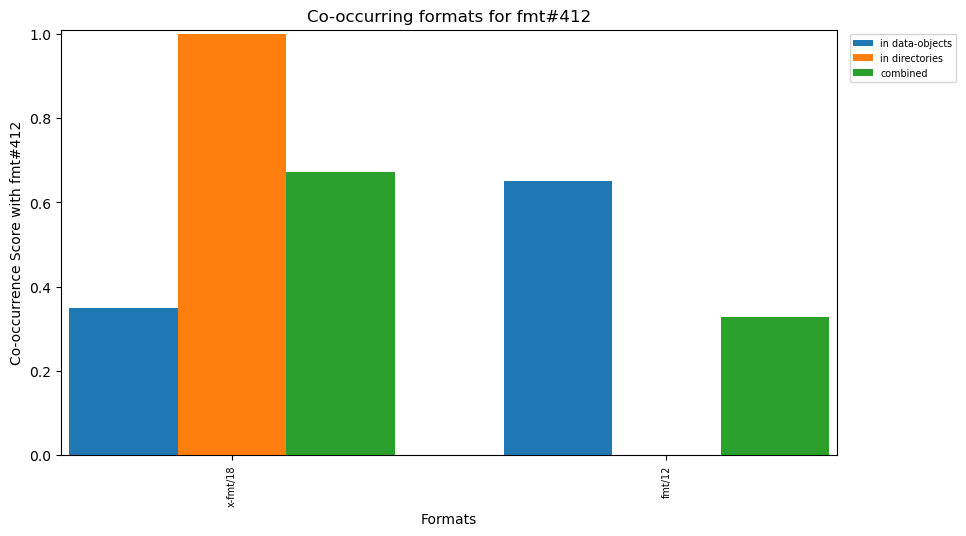 Co-occurring formats for fmt#412
in data-objects
in directories
combined
Co-occurrence Score with fmt#412
1.0
0.8
0.6
0.4
0.2
0.0
x-fmt/18
fmt/12
Formats